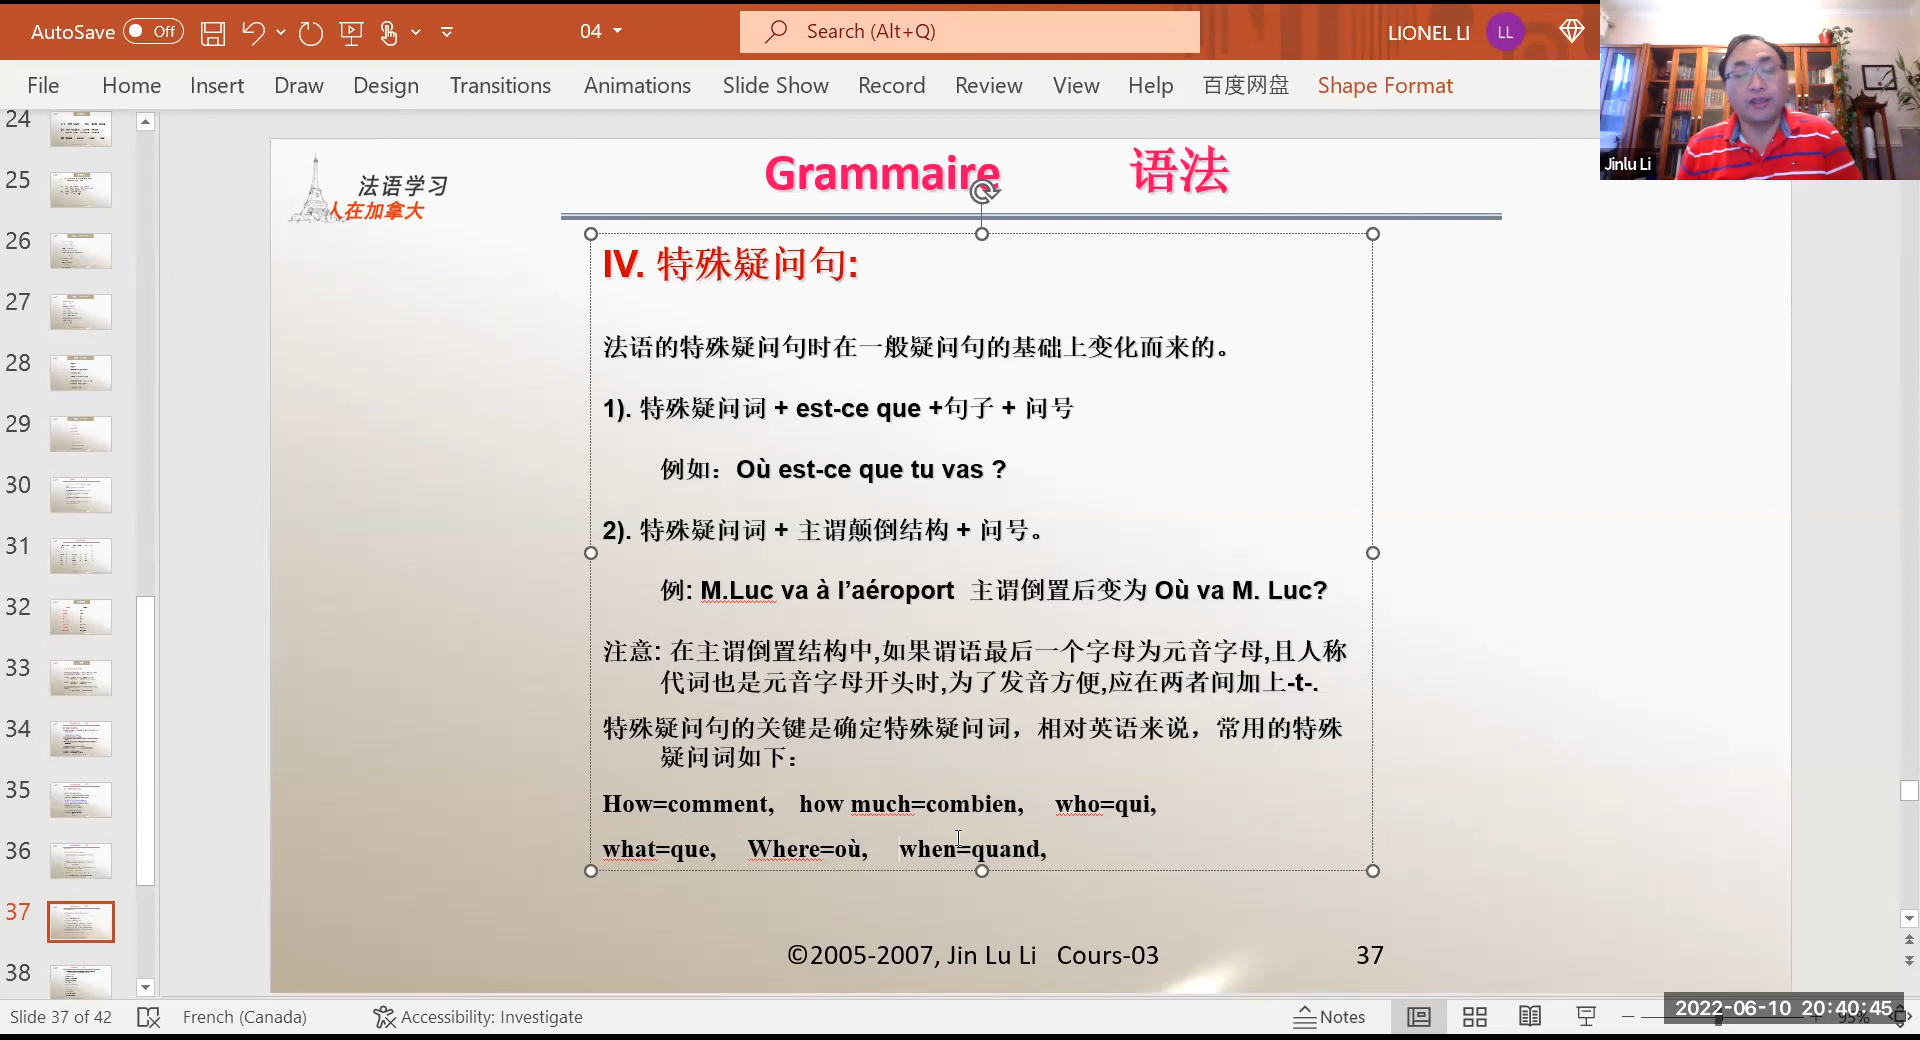 AutoSave Off
04
Search (Alt+Q)
LIONEL LI LL
File Home Insert Draw Design Transitions Animations Slide Show Record Review View Help 百度网盘 Shape Format
Jinlu Li
24
25
26
27
28
29
30
31
32
33
34
35
36
37
38
法语学习
人在加拿大
Grammaire 语法
IV. 特殊疑问句:
法语的特殊疑问句时在一般疑问句的基础上变化而来的。
1). 特殊疑问词 + est-ce que +句子 + 问号
例如：Où est-ce que tu vas ?
2). 特殊疑问词 + 主谓颠倒结构 + 问号。
例: M.Luc va à l’aéroport 主谓倒置后变为 Où va M. Luc?
注意: 在主谓倒置结构中,如果谓语最后一个字母为元音字母,且人称
代词也是元音字母开头时,为了发音方便,应在两者间加上-t-.
特殊疑问句的关键是确定特殊疑问词，相对英语来说，常用的特殊
疑问词如下：
How=comment, how much=combien, who=qui,
what=que, Where=où, when=quand,
©2005-2007, Jin Lu Li Cours-03 37
Slide 37 of 42 French (Canada) Accessibility: Investigate Notes
2022-06-10 20:40:45